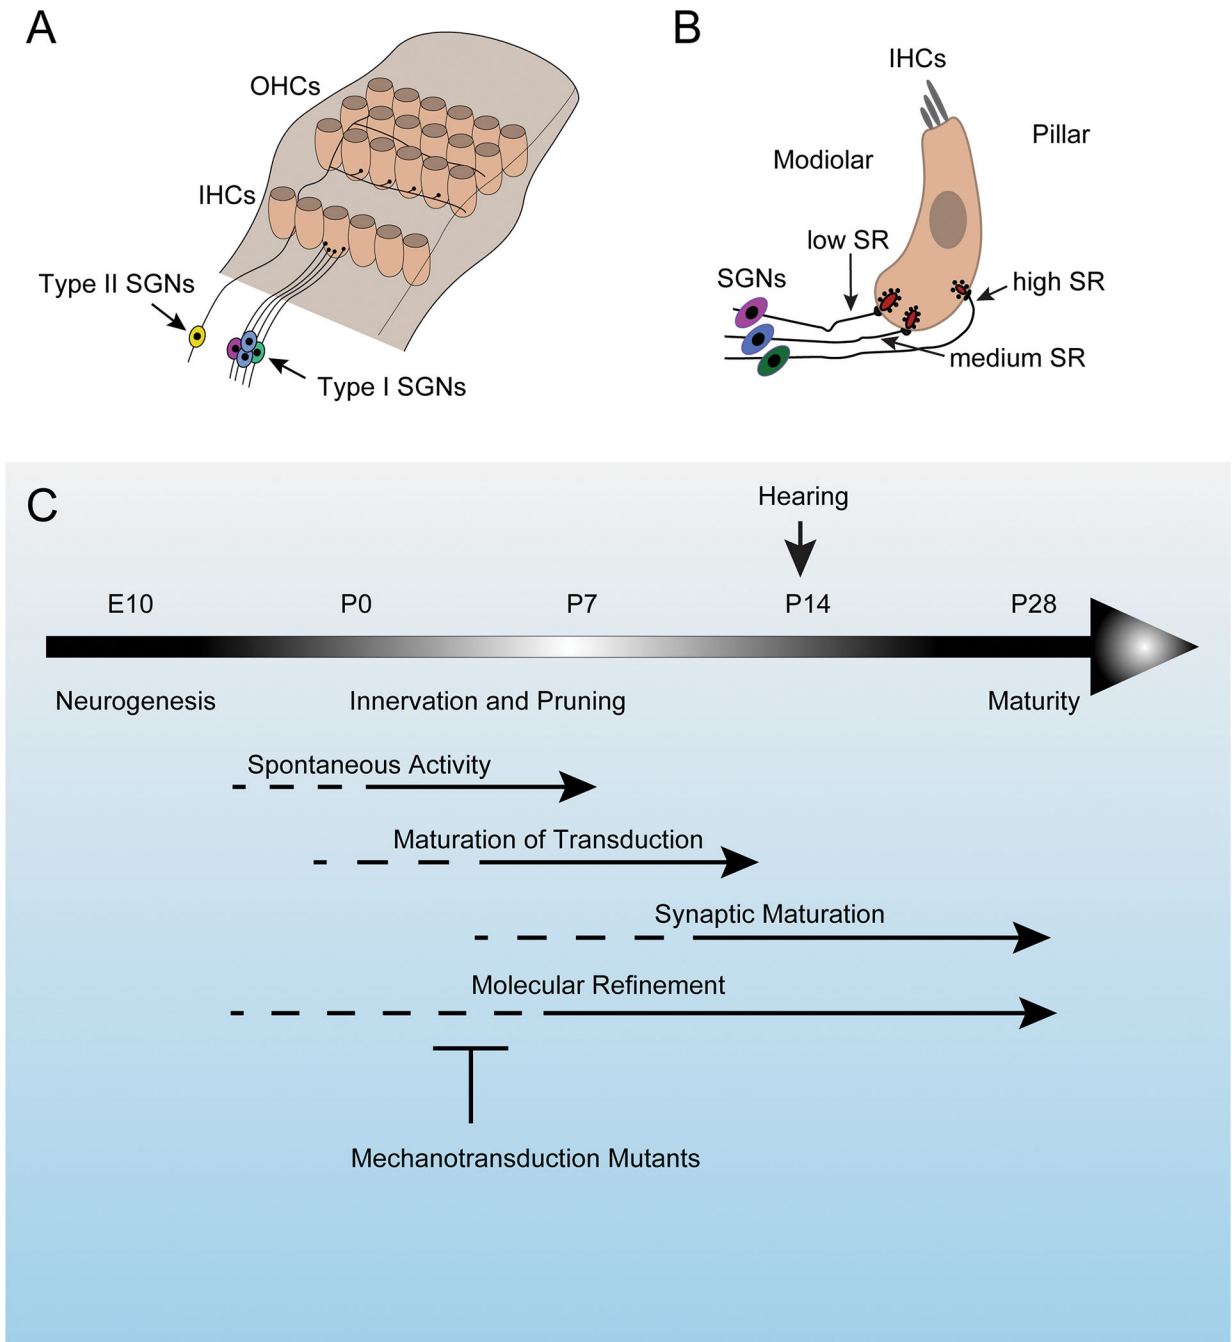 A
OHCs
IHCs
Type II SGNs
Type I SGNs
B
IHCs
Pillar
Modiolar
low SR
SGNs
high SR
medium SR
C
Hearing
E10 P0 P7 P14 P28
Neurogenesis Innervation and Pruning Maturity
Spontaneous Activity
Maturation of Transduction
Synaptic Maturation
Molecular Refinement
Mechanotransduction Mutants